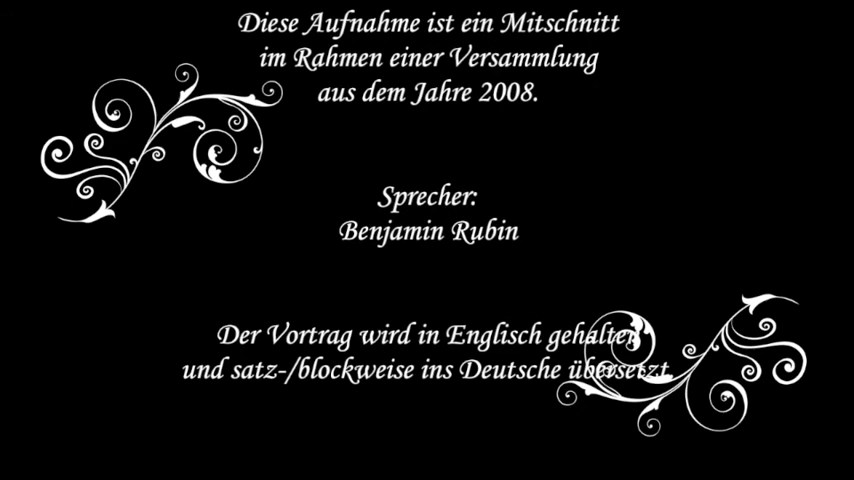 Diese Aufnahme ist ein Mitschnitt
im Rahmen einer Versammlung
aus dem Jahre 2008.
Sprecher:
Benjamin Rubin
Der Vortrag wird in Englisch gehalten
und satz-/blockweise ins Deutsche übersetzt